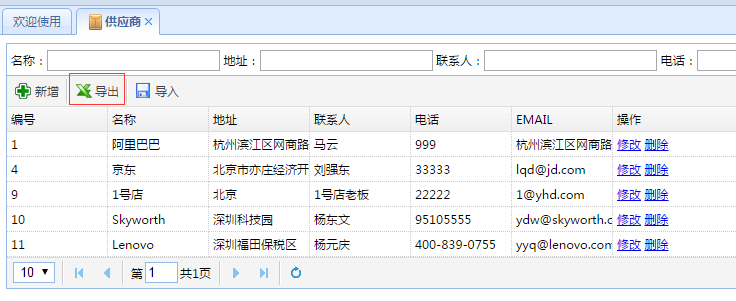 欢迎使用 供应商
名称： 地址： 联系人： 电话：
新增 导出 导入
编号 名称 地址 联系人 电话 EMAIL 操作
1 阿里巴巴 杭州滨江区网商路 马云 999 杭州滨江区网商路 修改 删除
4 京东 北京市亦庄经济开 刘强东 33333 lqd@jd.com 修改 删除
9 1号店 北京 1号店老板 22222 1@yhd.com 修改 删除
10 Skyworth 深圳科技园 杨东文 95105555 ydw@skyworth.c 修改 删除
11 Lenovo 深圳福田保税区 杨元庆 400-839-0755 yyq@lenovo.com 修改 删除
10 第 1 共1页